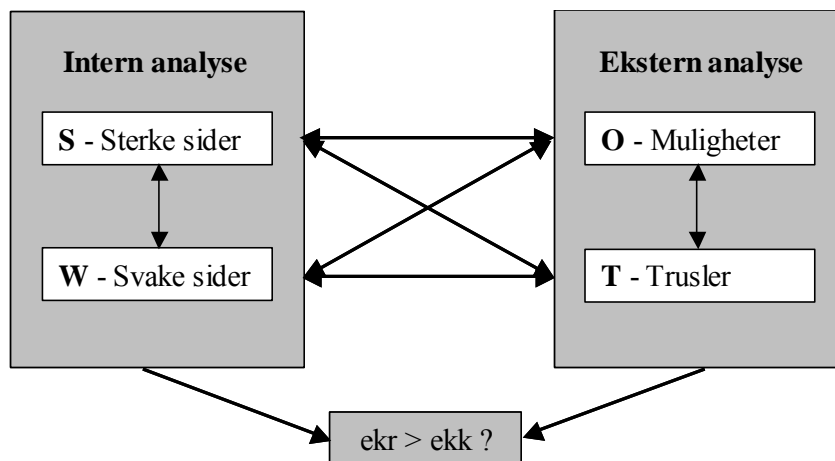 Intern analyse
S - Sterke sider
W - Svake sider
Ekstern analyse
O - Muligheter
T - Trusler
ekr > ekk ?